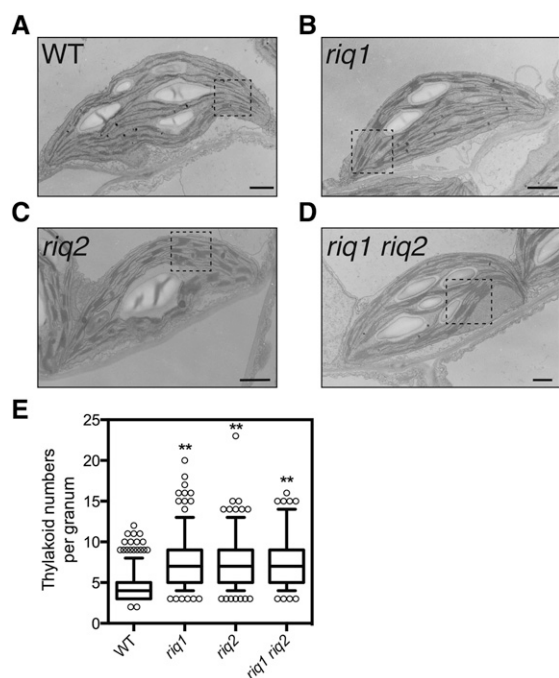 A
WT
B
riq1
C
riq2
D
riq1 riq2
E
Thylakoid numbers
per granum
25
20
15
10
5
0
**
**
**
WT
riq1
riq2
riq1 riq2